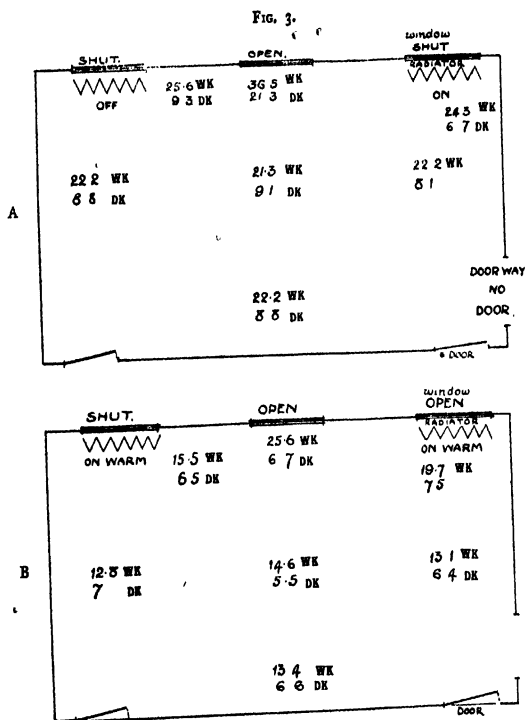 FIG. 3.
SHUT.
OPEN.
window
SHUT
RADIATOR
OFF
ON
25.6 WK
9 3 DK
36 5 WK
21 3 DK
24 3 WK
6 7 DK
22 2 WK
8 8 DK
21.3 WK
9 1 DK
22 2 WK
8 1
A
22.2 WK
8 8 DK
DOOR WAY
NO
DOOR
DOOR
SHUT.
OPEN
window
OPEN
RADIATOR
ON WARM
ON WARM
15.5 WK
6 5 DK
25.6 WK
6 7 DK
19.7 WK
7 5
B
12.8 WK
7 DK
14.6 WK
5.5 DK
13 1 WK
6 4 DK
13 4 WK
6 6 DK
DOOR